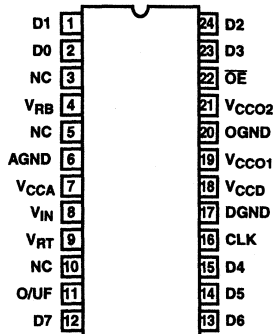 D1 1 24 D2
D0 2 23 D3
NC 3 22 OE
VRB 4 21 VCCO2
NC 5 20 OGND
AGND 6 19 VCCO1
VCCA 7 18 VCCD
VIN 8 17 DGND
VRT 9 16 CLK
NC 10 15 D4
O/UF 11 14 D5
D7 12 13 D6